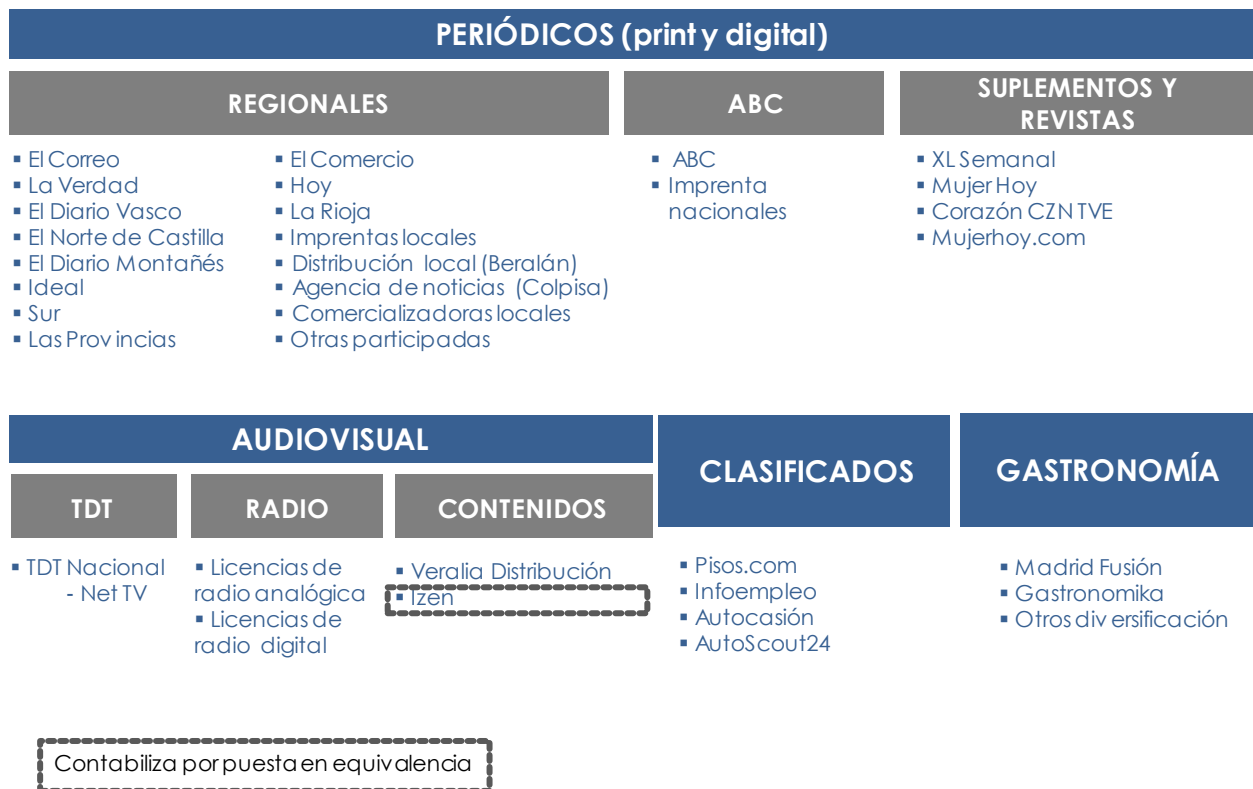 PERIÓDICOS (print y digital)
REGIONALES
ABC
SUPLEMENTOS Y
REVISTAS
▪ El Correo
▪ La Verdad
▪ El Diario Vasco
▪ El Norte de Castilla
▪ El Diario Montañés
▪ Ideal
▪ Sur
▪ Las Provincias
▪ El Comercio
▪ Hoy
▪ La Rioja
▪ Imprentas locales
▪ Distribución local (Beralán)
▪ Agencia de noticias (Colpisa)
▪ Comercializadoras locales
▪ Otras participadas
▪ ABC
▪ Imprenta
nacionales
▪ XL Semanal
▪ Mujer Hoy
▪ Corazón CZN TVE
▪ Mujerhoy.com
AUDIOVISUAL
TDT
RADIO
CONTENIDOS
CLASIFICADOS
GASTRONOMÍA
▪ TDT Nacional
- Net TV
▪ Licencias de
radio analógica
▪ Licencias de
radio digital
▪ Veralia Distribución
▪ Izen
▪ Pisos.com
▪ Infoempleo
▪ Autocasión
▪ AutoScout24
▪ Madrid Fusión
▪ Gastronomika
▪ Otros diversificación
Contabiliza por puesta en equivalencia